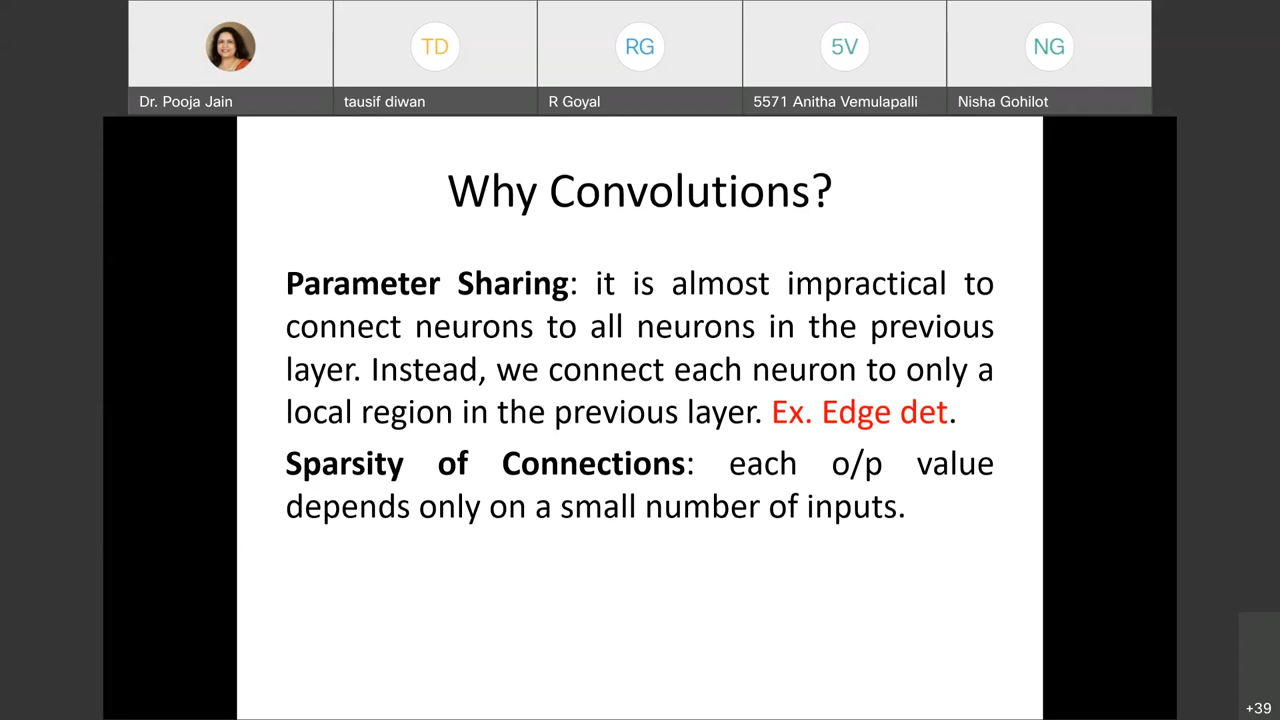 TD
RG
5V
NG
Dr. Pooja Jain
tausif diwan
R Goyal
5571 Anitha Vemulapalli
Nisha Gohilot
Why Convolutions?
Parameter Sharing: it is almost impractical to
connect neurons to all neurons in the previous
layer. Instead, we connect each neuron to only a
local region in the previous layer. Ex. Edge det.
Sparsity of Connections: each o/p value
depends only on a small number of inputs.
+39